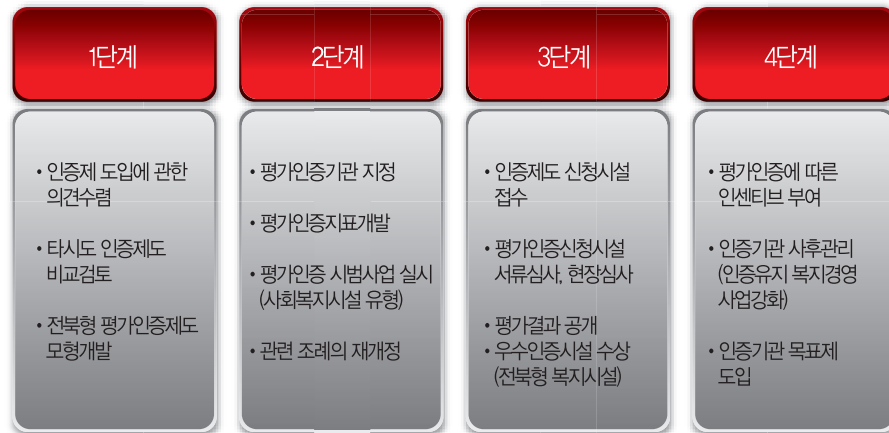 1단계
• 인증제 도입에 관한
의견수렴
• 타시도 인증제도
비교검토
• 전북형 평가인증제도
모형개발
2단계
• 평가인증기관 지정
• 평가인증지표개발
• 평가인증 시범사업 실시
(사회복지시설 유형)
• 관련 조례의 재개정
3단계
• 인증제도 신청시설
접수
• 평가인증신청시설
서류심사, 현장심사
• 평가결과 공개
• 우수인증시설 수상
(전북형 복지시설)
4단계
• 평가인증에 따른
인센티브 부여
• 인증기관 사후관리
(인증유지 복지경영
사업강화)
• 인증기관 목표제
도입